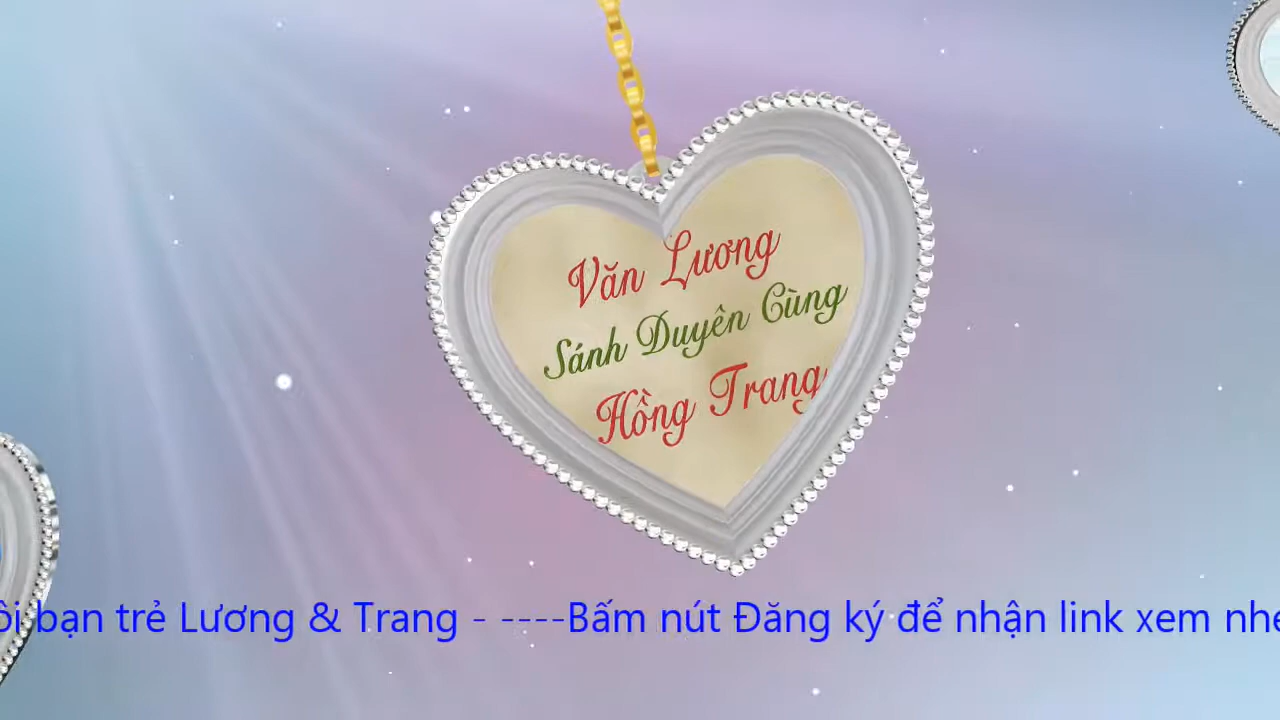 Văn Lương
Sánh Duyên Cùng
Hồng Trang
bạn trẻ Lương & Trang - ----Bấm nút Đăng ký để nhận link xem